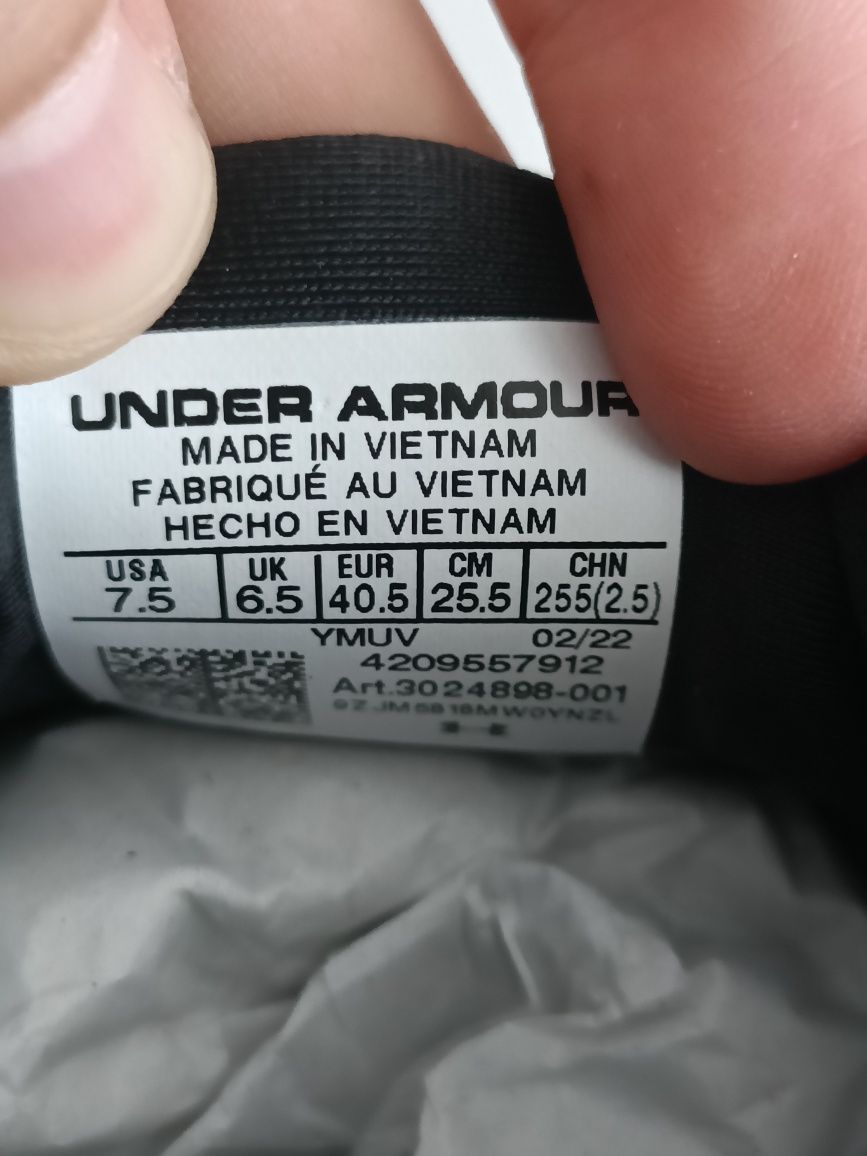 UNDER ARMOUR
MADE IN VIETNAM
FABRIQUÉ AU VIETNAM
HECHO EN VIETNAM
USA UK EUR CM CHN
7.5 6.5 40.5 25.5 255(2.5)
YMUV 02/22
4209557912
Art.3024898-001